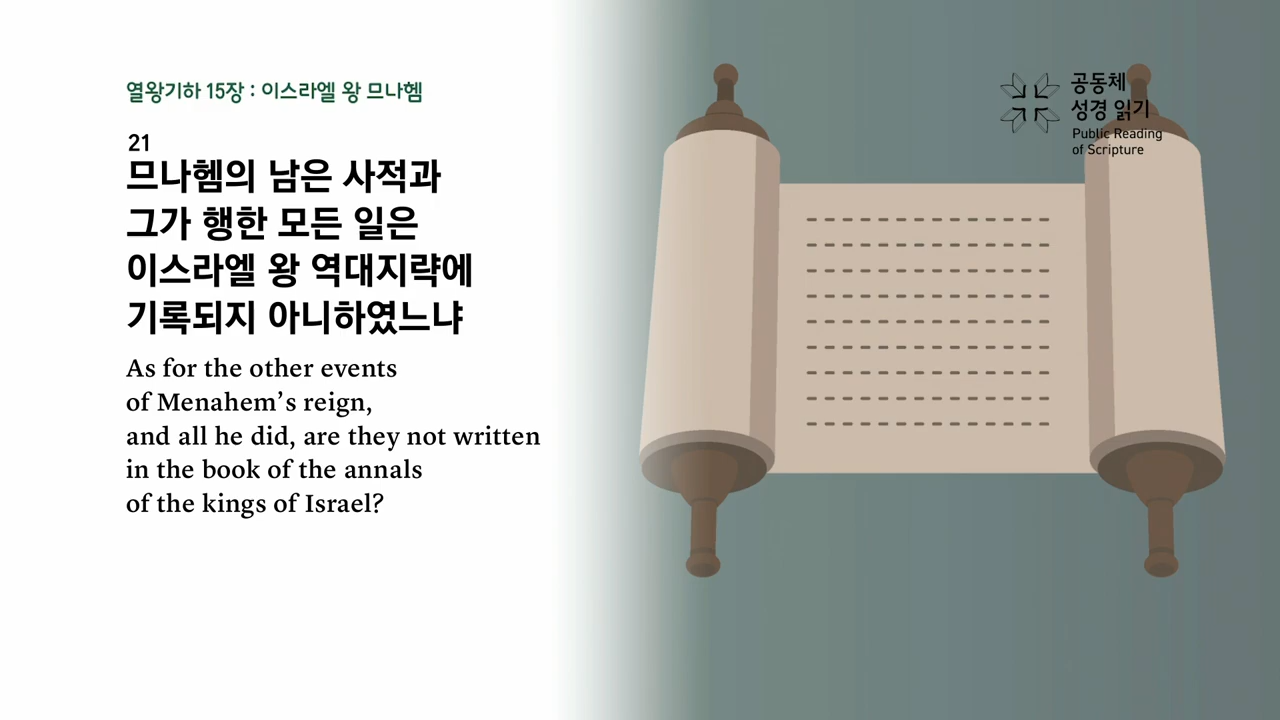 열왕기하 15장 : 이스라엘 왕 므나헴
21
므나헴의 남은 사적과
그가 행한 모든 일은
이스라엘 왕 역대지략에
기록되지 아니하였느냐
As for the other events
of Menahem’s reign,
and all he did, are they not written
in the book of the annals
of the kings of Israel?
공동체
성경 읽기
Public Reading
of Scripture